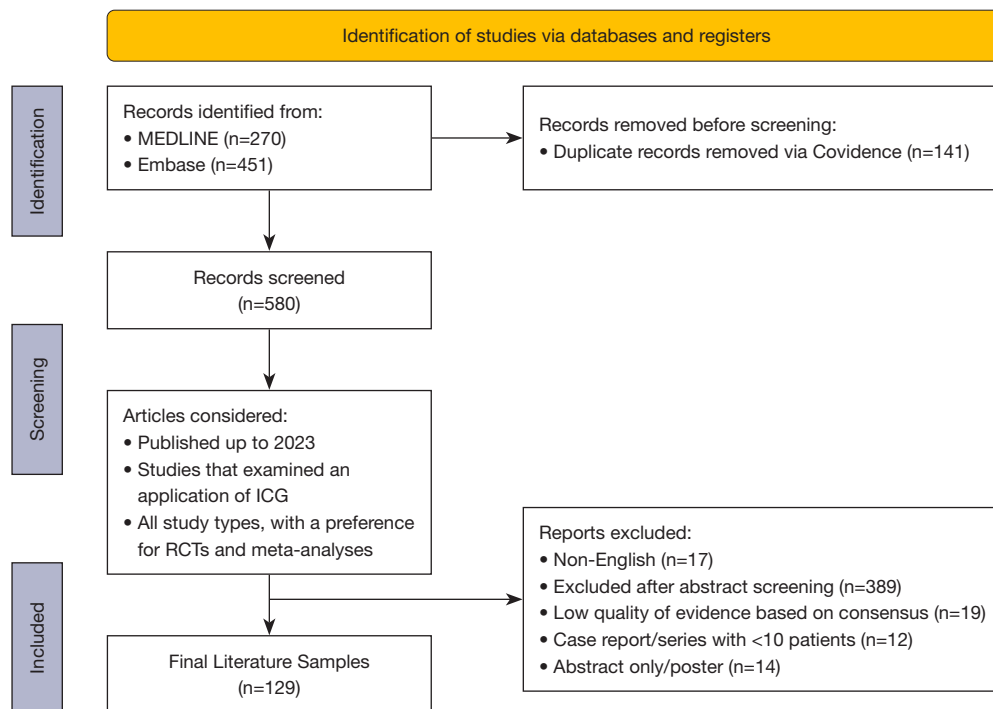 Identification of studies via databases and registers
Identification
Records identified from:
• MEDLINE (n=270)
• Embase (n=451)
Records removed before screening:
• Duplicate records removed via Covidence (n=141)
Records screened
(n=580)
Screening
Articles considered:
• Published up to 2023
• Studies that examined an
application of ICG
• All study types, with a preference
for RCTs and meta-analyses
Reports excluded:
• Non-English (n=17)
• Excluded after abstract screening (n=389)
• Low quality of evidence based on consensus (n=19)
• Case report/series with <10 patients (n=12)
• Abstract only/poster (n=14)
Included
Final Literature Samples
(n=129)